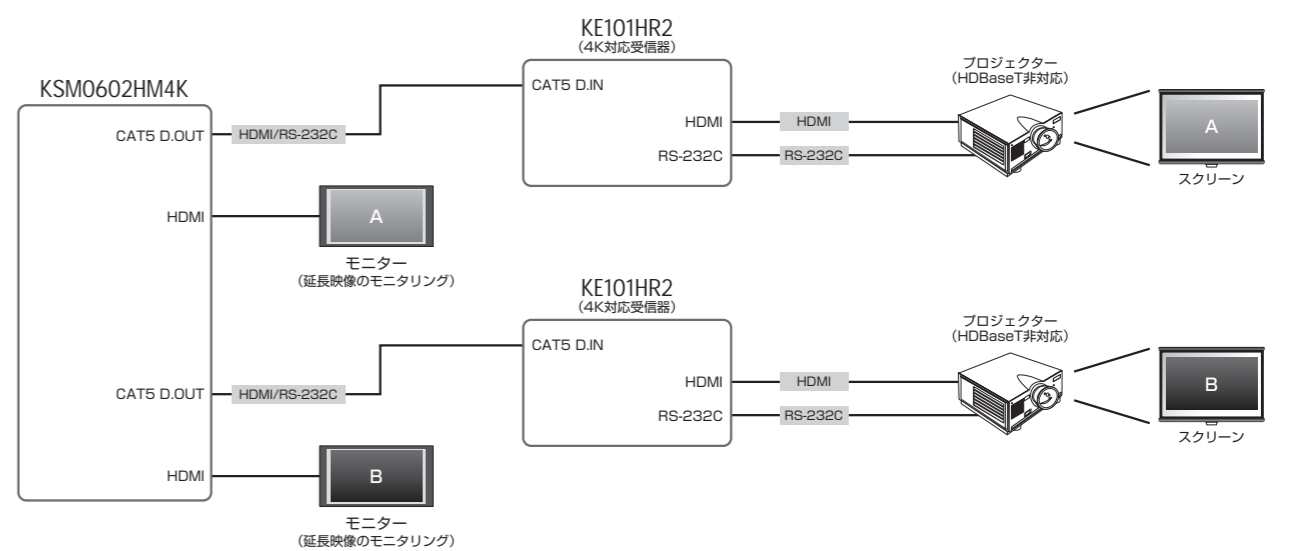 KSM0602HM4K
CAT5 D.OUT
HDMI/RS-232C
HDMI
A
モニター
（延長映像のモニタリング）
KE101HR2
（4K対応受信器）
CAT5 D.IN
HDMI
RS-232C
HDMI
RS-232C
プロジェクター
（HDBaseT非対応）
A
スクリーン
CAT5 D.OUT
HDMI/RS-232C
HDMI
B
モニター
（延長映像のモニタリング）
KE101HR2
（4K対応受信器）
CAT5 D.IN
HDMI
RS-232C
HDMI
RS-232C
プロジェクター
（HDBaseT非対応）
B
スクリーン